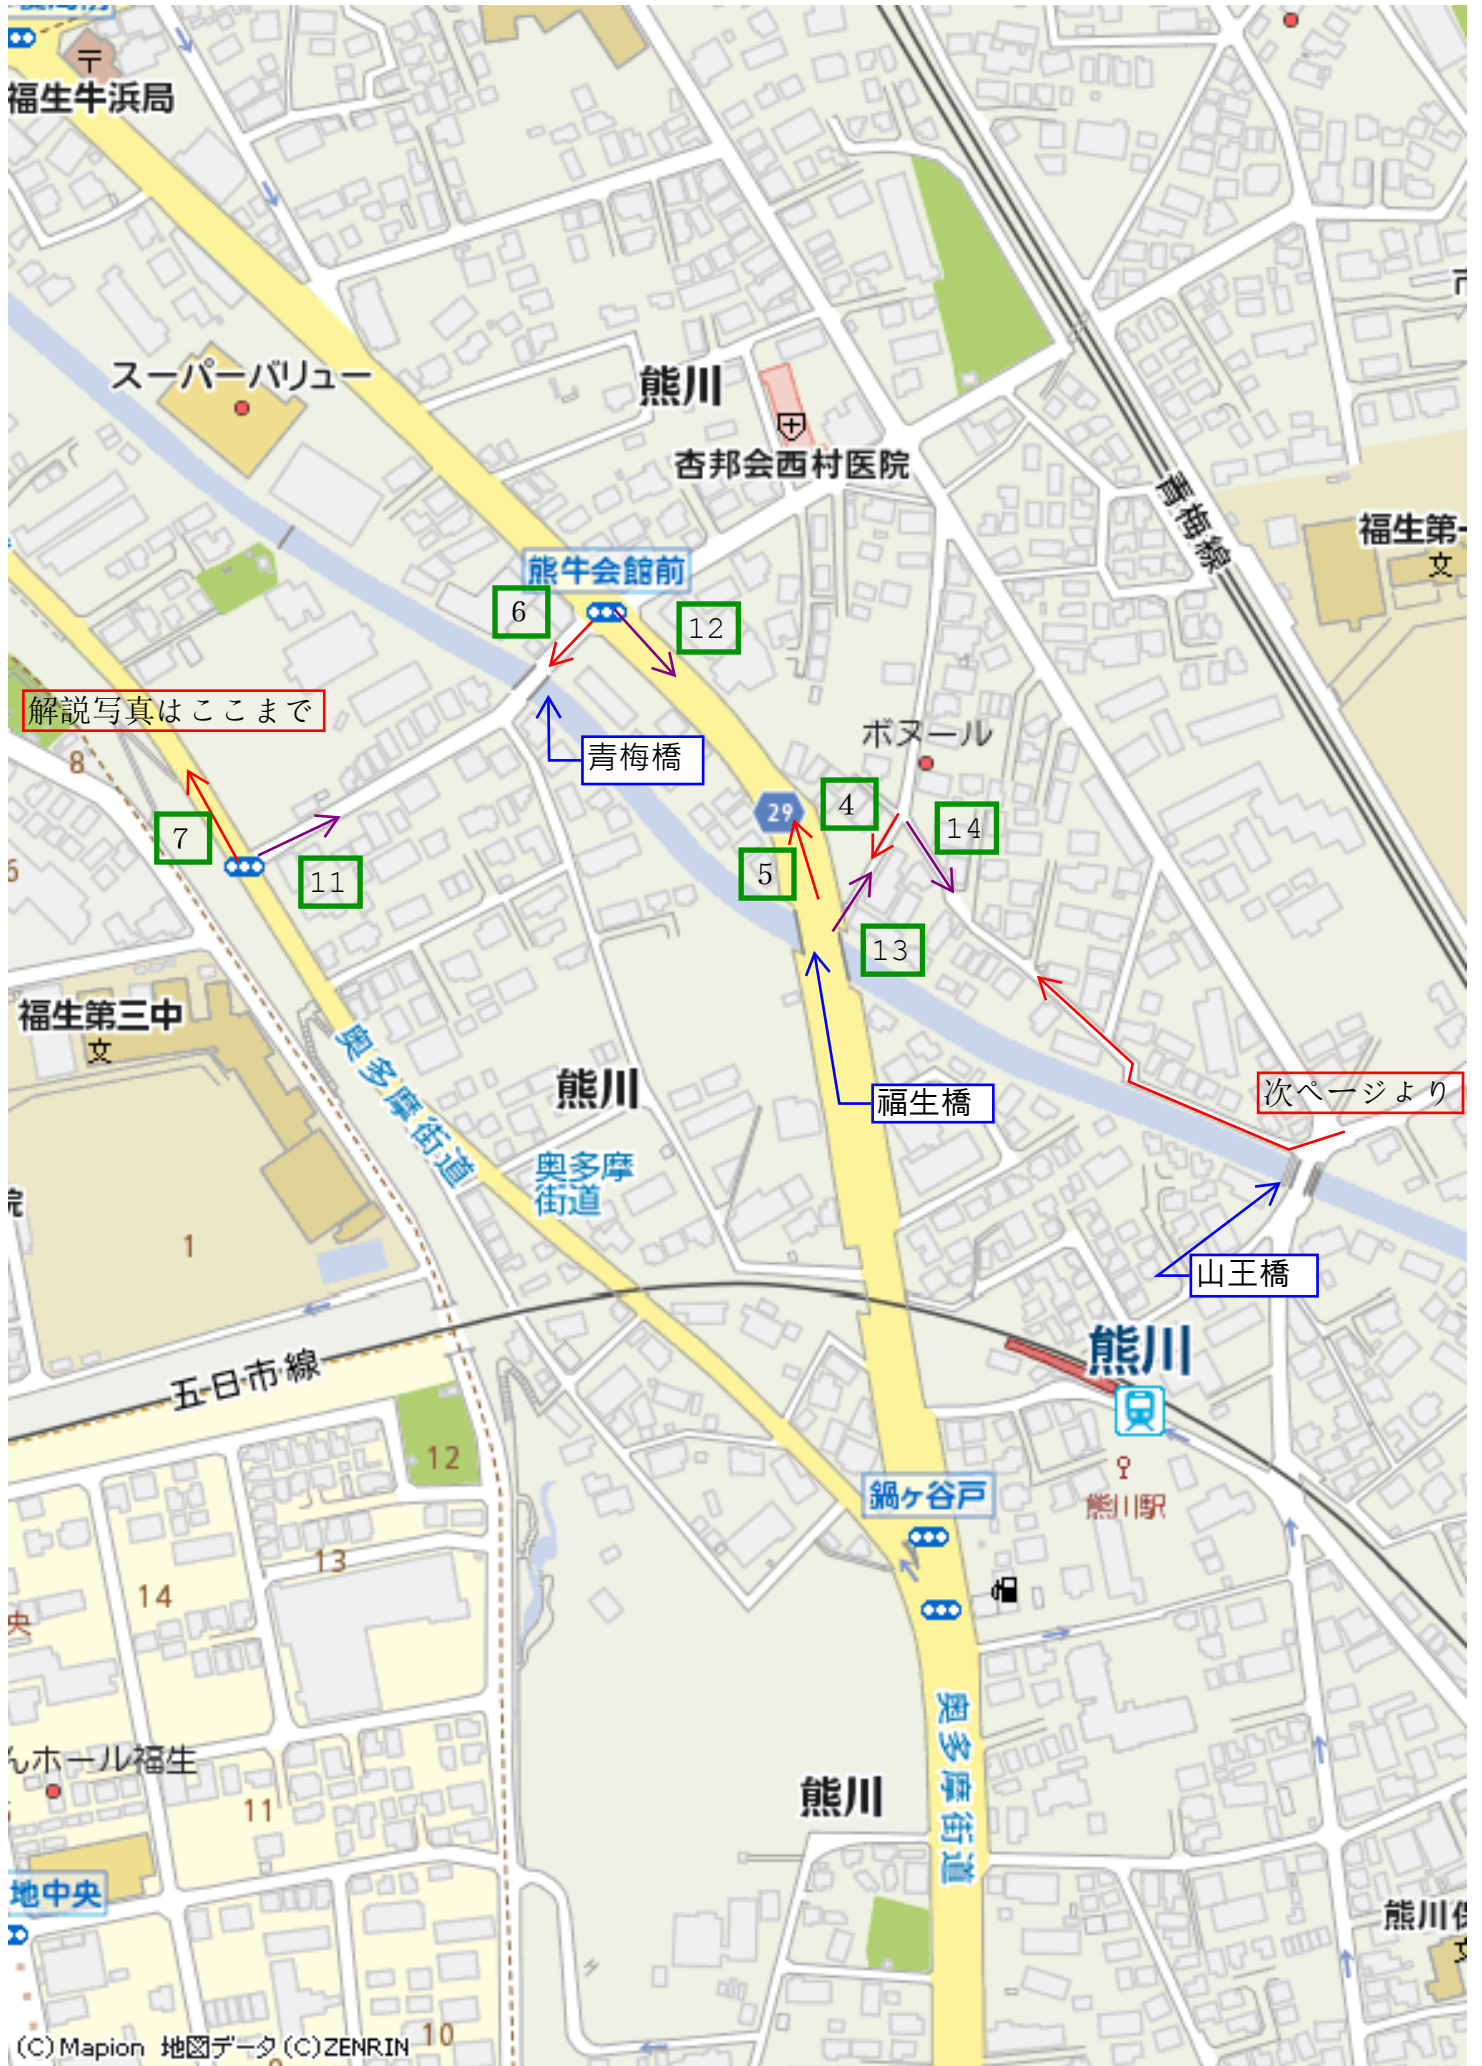 〒
福生牛浜局
スーパーバリュー
熊川
杏邦会西村医院
青梅線
福生第一
文
熊牛会館前
6
12
解説写真はここまで
8
青梅橋
ボヌール
29
4
14
7
5
11
13
6
福生第三中
文
奥多摩街道
熊川
次ページより
福生橋
奥多摩
街道
院
1
山王橋
熊川
五日市線
12
鍋ヶ谷戸
熊川駅
13
14
央
奥多摩街道
んホール福生
熊川
11
地中央
熊川保
文
10
(C)Mapion 地図データ(C)ZENRIN